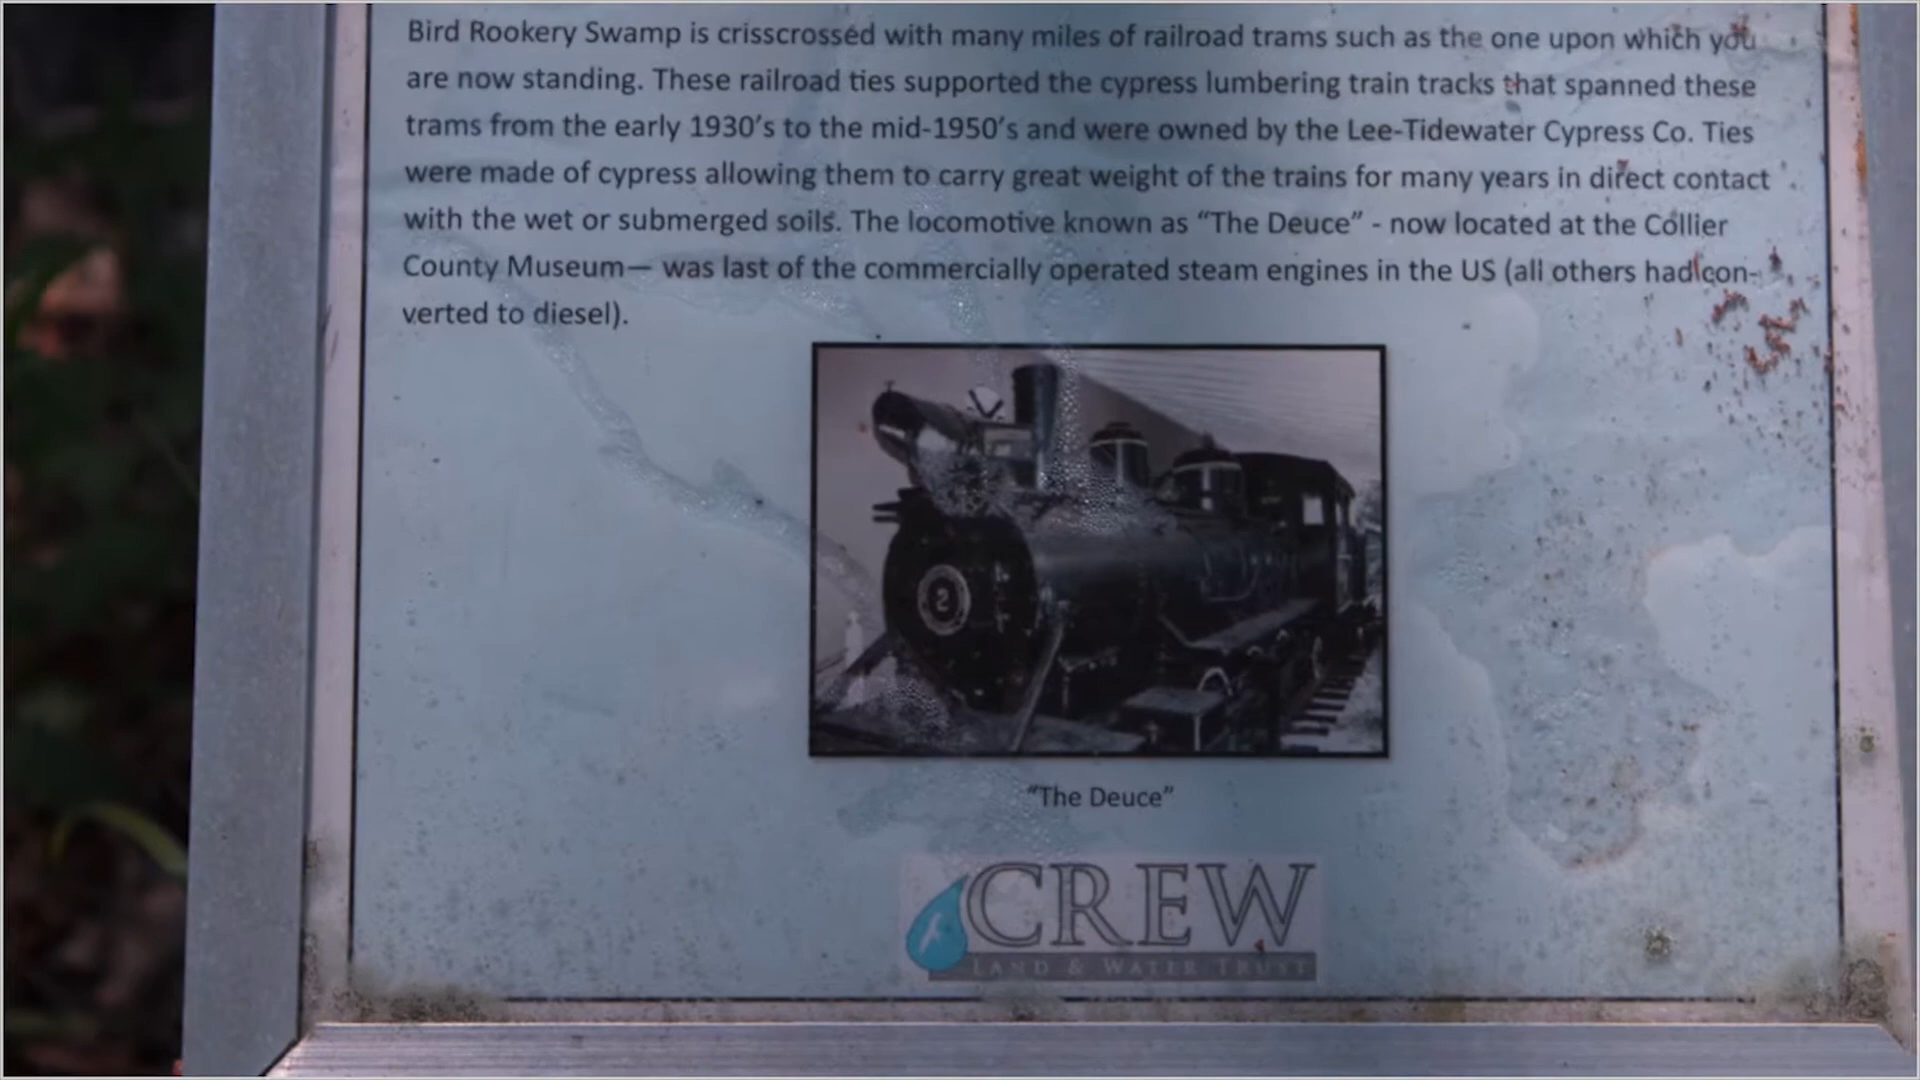 Bird Rookery Swamp is crisscrossed with many miles of railroad trams such as the one upon which you
are now standing. These railroad ties supported the cypress lumbering train tracks that spanned these
trams from the early 1930's to the mid-1950's and were owned by the Lee-Tidewater Cypress Co. Ties
were made of cypress allowing them to carry great weight of the trains for many years in direct contact
with the wet or submerged soils. The locomotive known as “The Deuce” - now located at the Collier
County Museum— was last of the commercially operated steam engines in the US (all others had con-
verted to diesel).
2
“The Deuce”
CREW
LAND & WATER TRUST